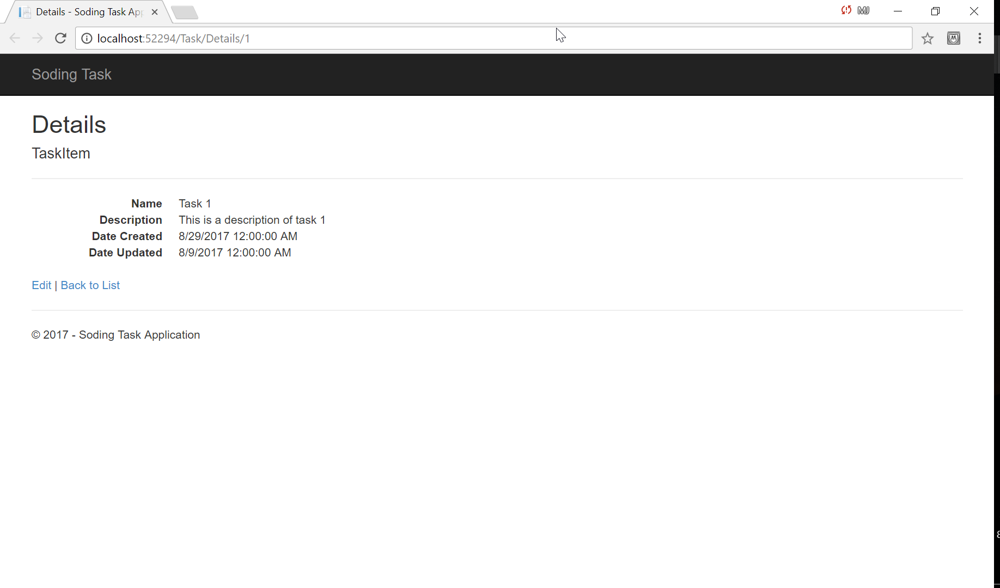 Details - Soding Task App
MJ
localhost:52294/Task/Details/1
Soding Task
Details
TaskItem
Name Task 1
Description This is a description of task 1
Date Created 8/29/2017 12:00:00 AM
Date Updated 8/9/2017 12:00:00 AM
Edit | Back to List
© 2017 - Soding Task Application